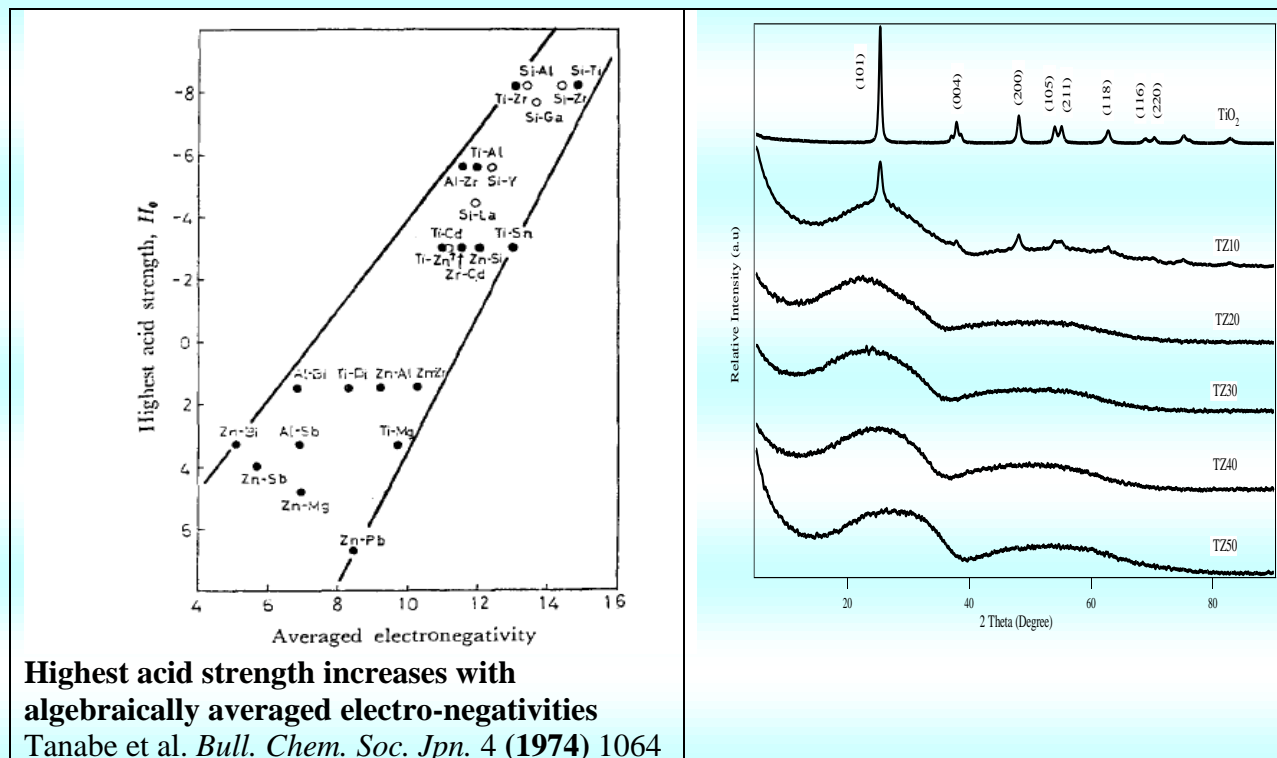 -8
-6
-4
-2
0
2
4
6
4 6 8 10 12 14 16
Highest acid strength, H₀
Averaged electronegativity
Si-Al Si-Ti
Ti-Zr Si-Zr
Si-Ga
Ti-Al
Al-Zr Si-Y
Si-La
Ti-Cd Ti-Sn
Ti-Zn Zn-Si
Zr-Cd
Al-Bi Ti-Bi Zn-Al Zn-Zr
Zn-Bi Al-Sb Ti-Mg
Zn-Sb
Zn-Mg
Zn-Pb
Highest acid strength increases with
algebraically averaged electro-negativities
Tanabe et al. Bull. Chem. Soc. Jpn. 4 (1974) 1064
(101)
(004)
(200)
(105)
(211)
(118)
(116)
(220)
TiO₂
TZ10
TZ20
TZ30
TZ40
TZ50
Relative Intensity (a.u)
20 40 60 80
2 Theta (Degree)